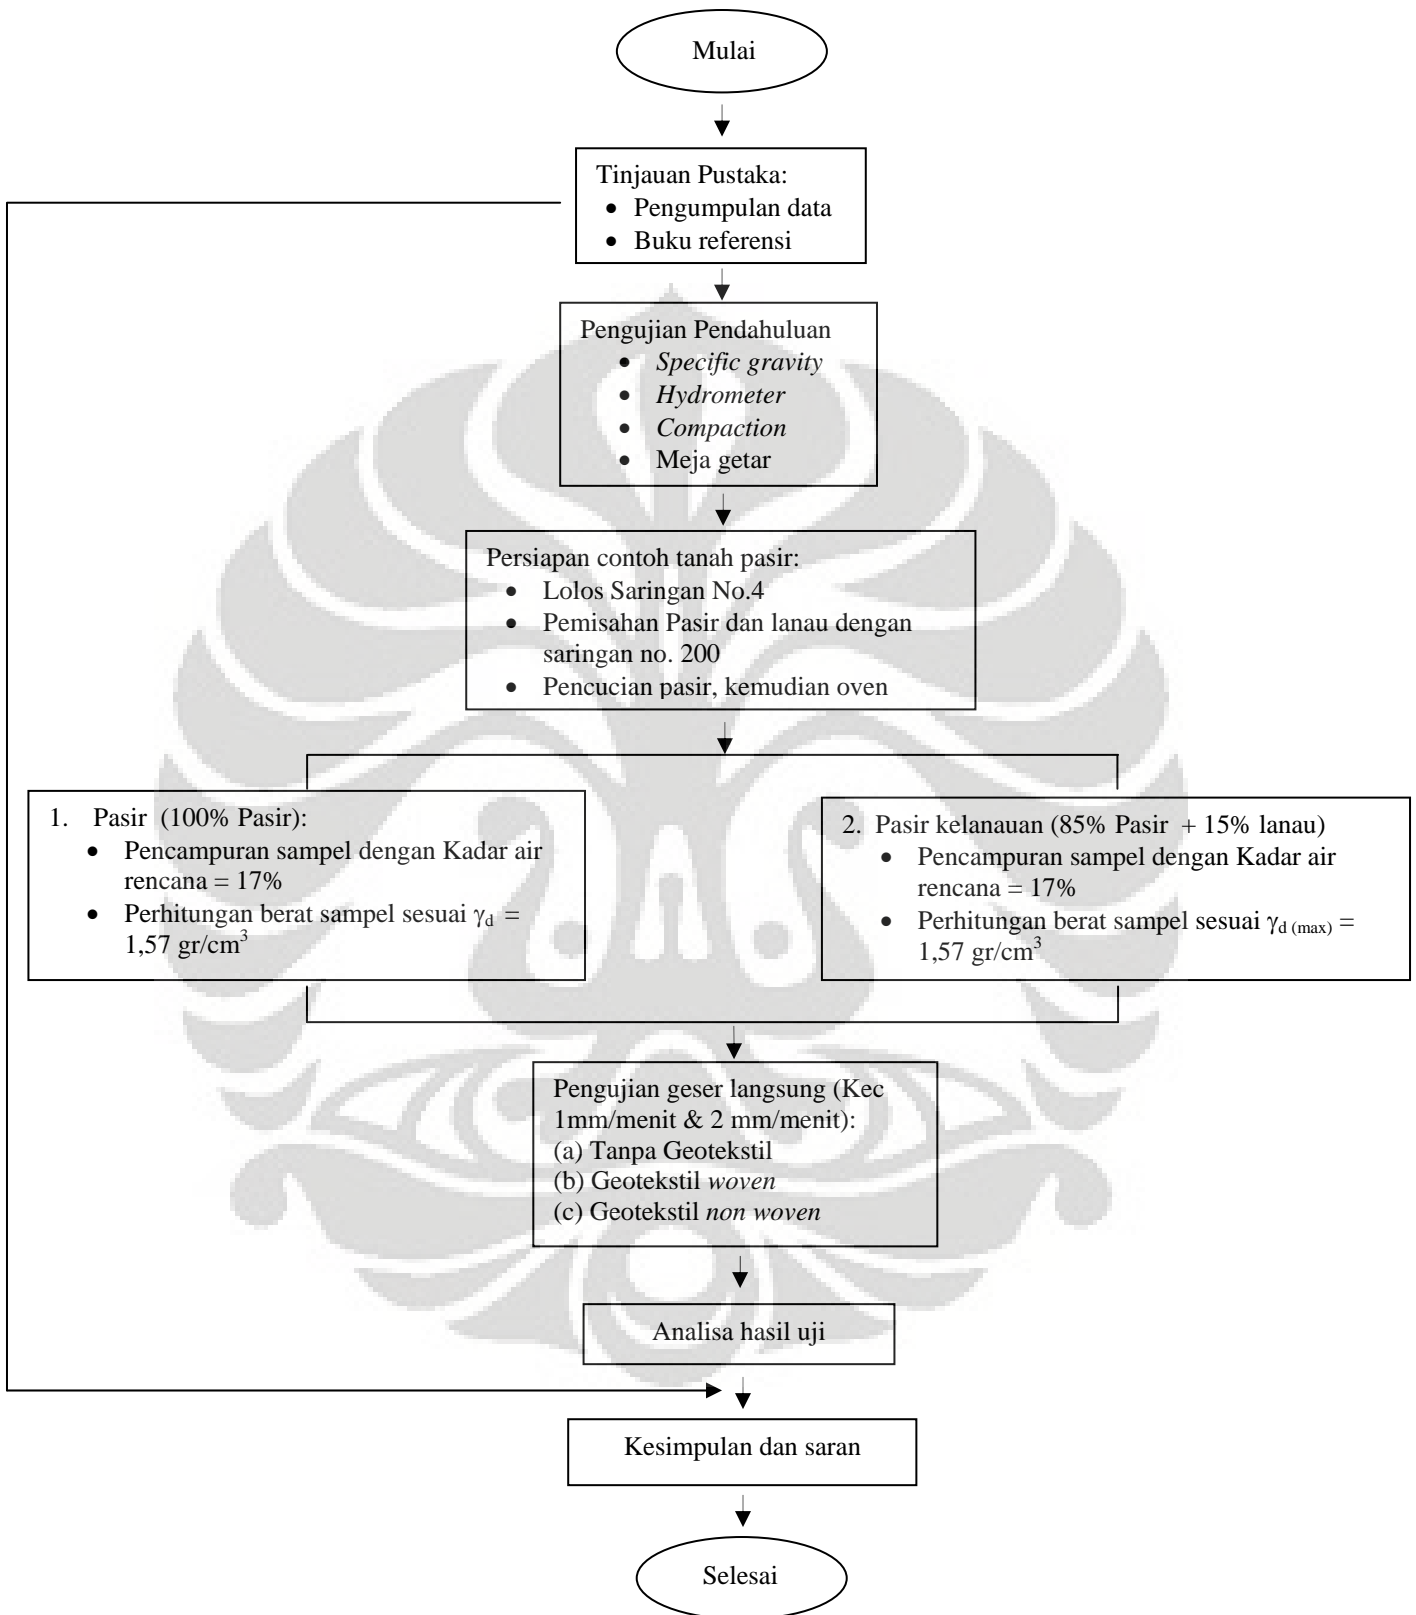 Mulai
Tinjauan Pustaka:
• Pengumpulan data
• Buku referensi
Pengujian Pendahuluan
• Specific gravity
• Hydrometer
• Compaction
• Meja getar
Persiapan contoh tanah pasir:
• Lolos Saringan No.4
• Pemisahan Pasir dan lanau dengan
saringan no. 200
• Pencucian pasir, kemudian oven
1. Pasir (100% Pasir):
• Pencampuran sampel dengan Kadar air
rencana = 17%
• Perhitungan berat sampel sesuai γd =
1,57 gr/cm³
2. Pasir kelanauan (85% Pasir + 15% lanau)
• Pencampuran sampel dengan Kadar air
rencana = 17%
• Perhitungan berat sampel sesuai γd (max) =
1,57 gr/cm³
Pengujian geser langsung (Kec
1mm/menit & 2 mm/menit):
(a) Tanpa Geotekstil
(b) Geotekstil woven
(c) Geotekstil non woven
Analisa hasil uji
Kesimpulan dan saran
Selesai